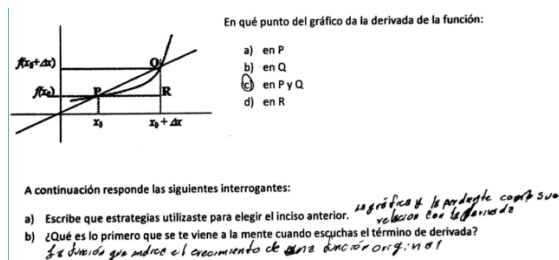 En qué punto del gráfico da la derivada de la función:
f(x₀+Δx)
Q
a) en P
b) en Q
f(x₀)
P
R
c) en P y Q
d) en R
x₀
x₀ + Δx
A continuación responde las siguientes interrogantes:
a) Escribe que estrategias utilizaste para elegir el inciso anterior. La gráfica y la pendiente como su
relacion con la derivada
b) ¿Qué es lo primero que se te viene a la mente cuando escuchas el término de derivada?
La función que indica el crecimiento de una función original